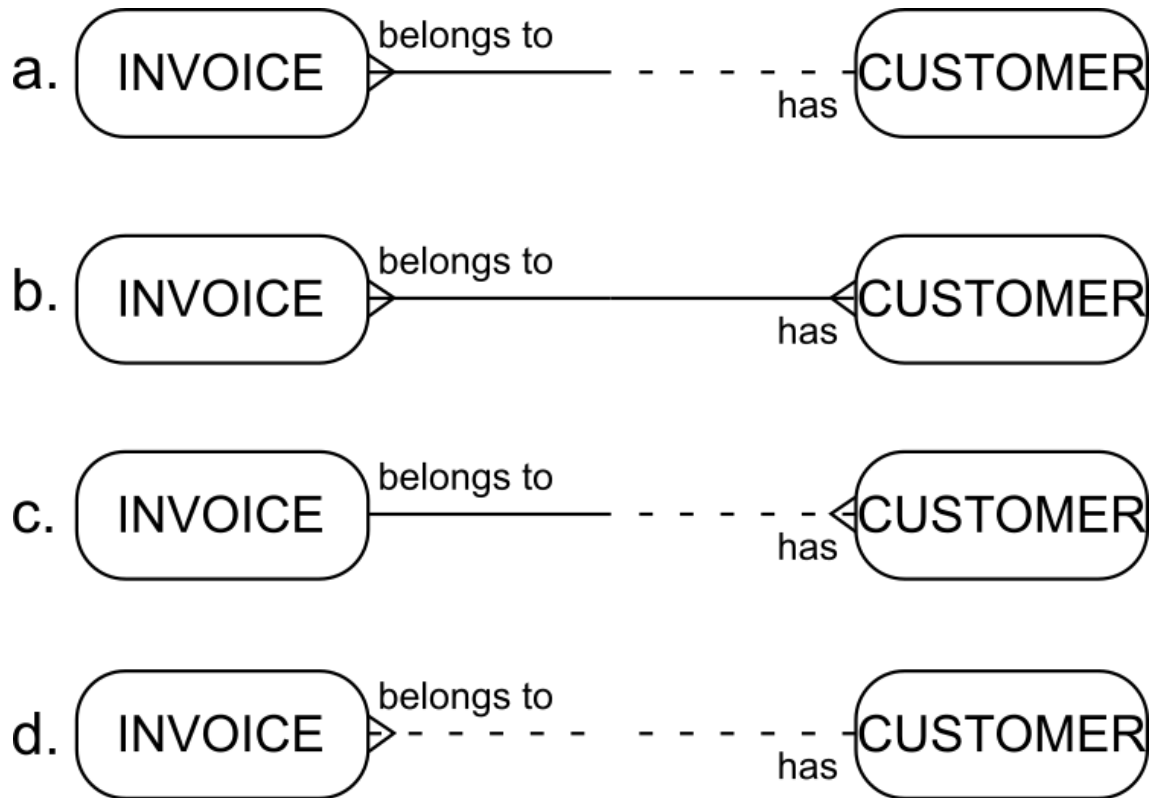 belongs to
a. INVOICE CUSTOMER
has
belongs to
b. INVOICE CUSTOMER
has
belongs to
c. INVOICE CUSTOMER
has
belongs to
d. INVOICE CUSTOMER
has